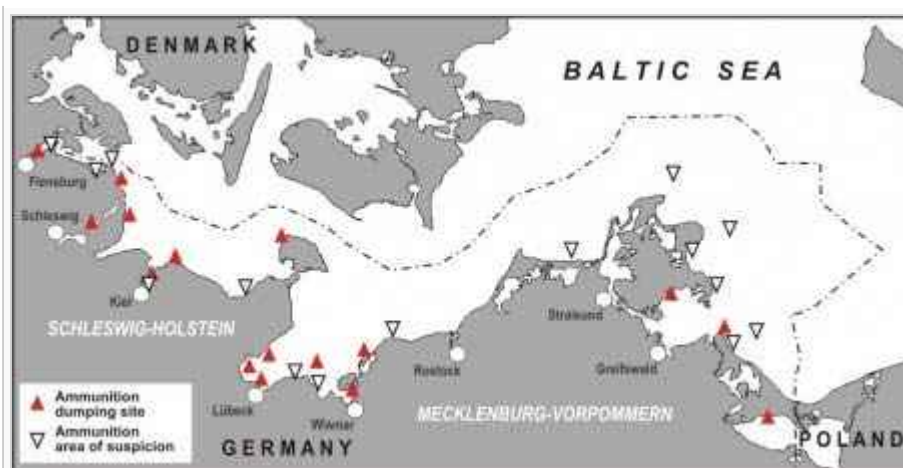 DENMARK
BALTIC SEA
Flensburg
Schleswig
Kiel
SCHLESWIG-HOLSTEIN
Stralsund
Rostock
Greifswald
Lübeck
Wismar
MECKLENBURG-VORPOMMERN
GERMANY
POLAND
Ammunition
dumping site
Ammunition
area of suspicion